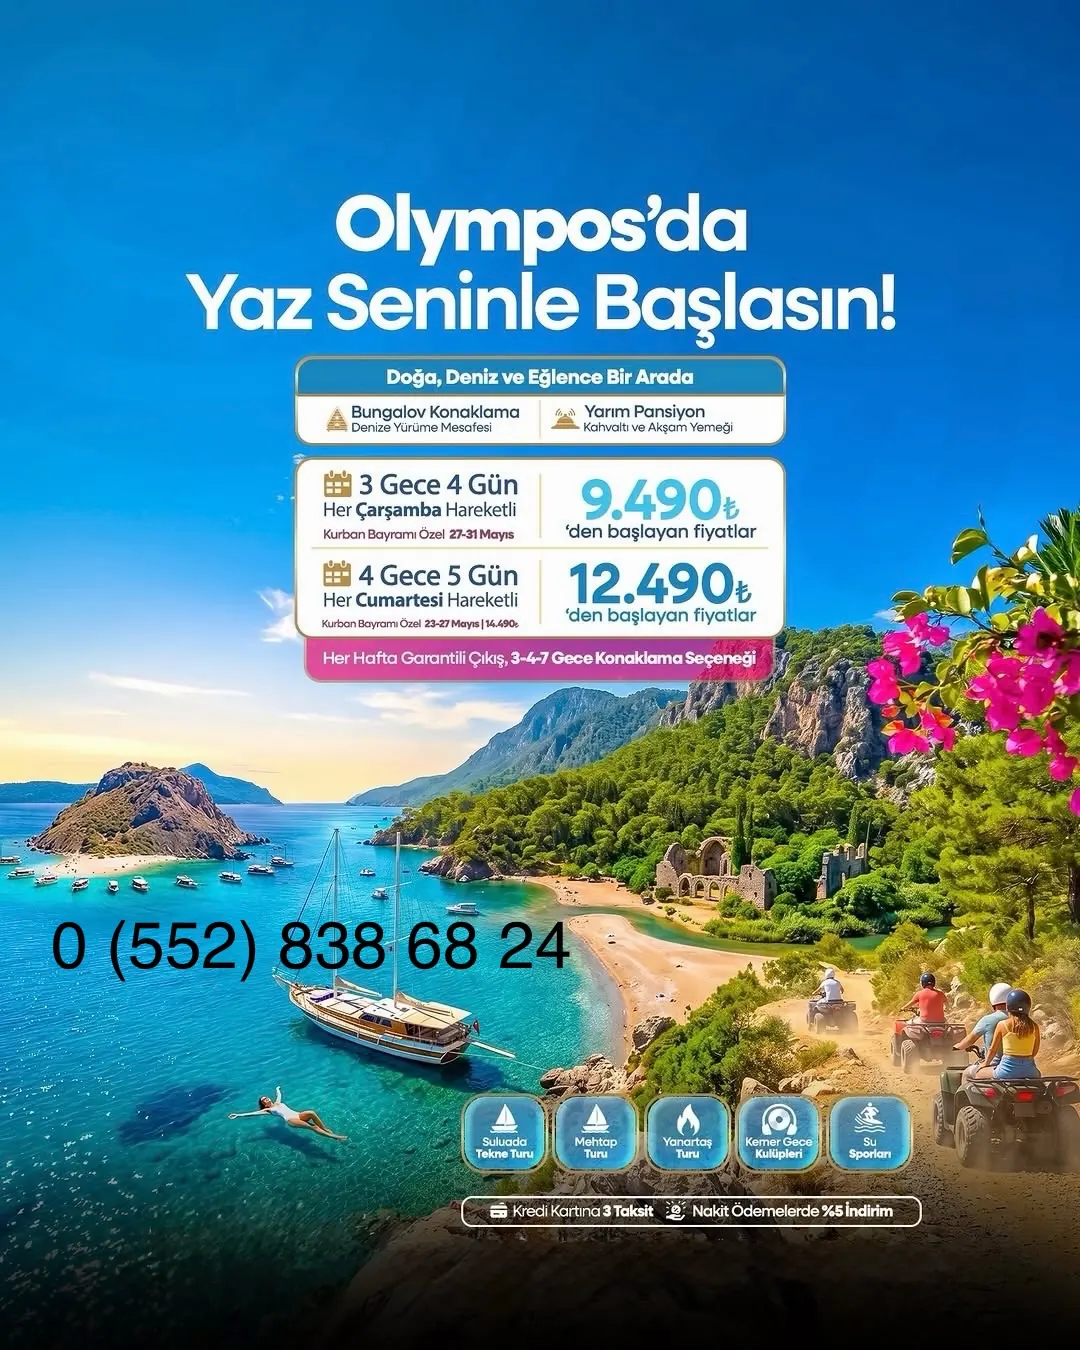 Olympos'da
Yaz Seninle Başlasın!
Doğa, Deniz ve Eğlence Bir Arada
Bungalov Konaklama
Denize Yürüme Mesafesi
Yarım Pansiyon
Kahvaltı ve Akşam Yemeği
3 Gece 4 Gün
Her Çarşamba Hareketli
Kurban Bayramı Özel 27-31 Mayıs
9.490₺
'den başlayan fiyatlar
4 Gece 5 Gün
Her Cumartesi Hareketli
Kurban Bayramı Özel 23-27 Mayıs | 14.490₺
12.490₺
'den başlayan fiyatlar
Her Hafta Garantili Çıkış, 3-4-7 Gece Konaklama Seçeneği
0 (552) 838 68 24
Suluada
Tekne Turu
Mehtap
Turu
Yanartaş
Turu
Kemer Gece
Kulüpleri
Su
Sporları
Kredi Kartına 3 Taksit
Nakit Ödemelerde %5 İndirim